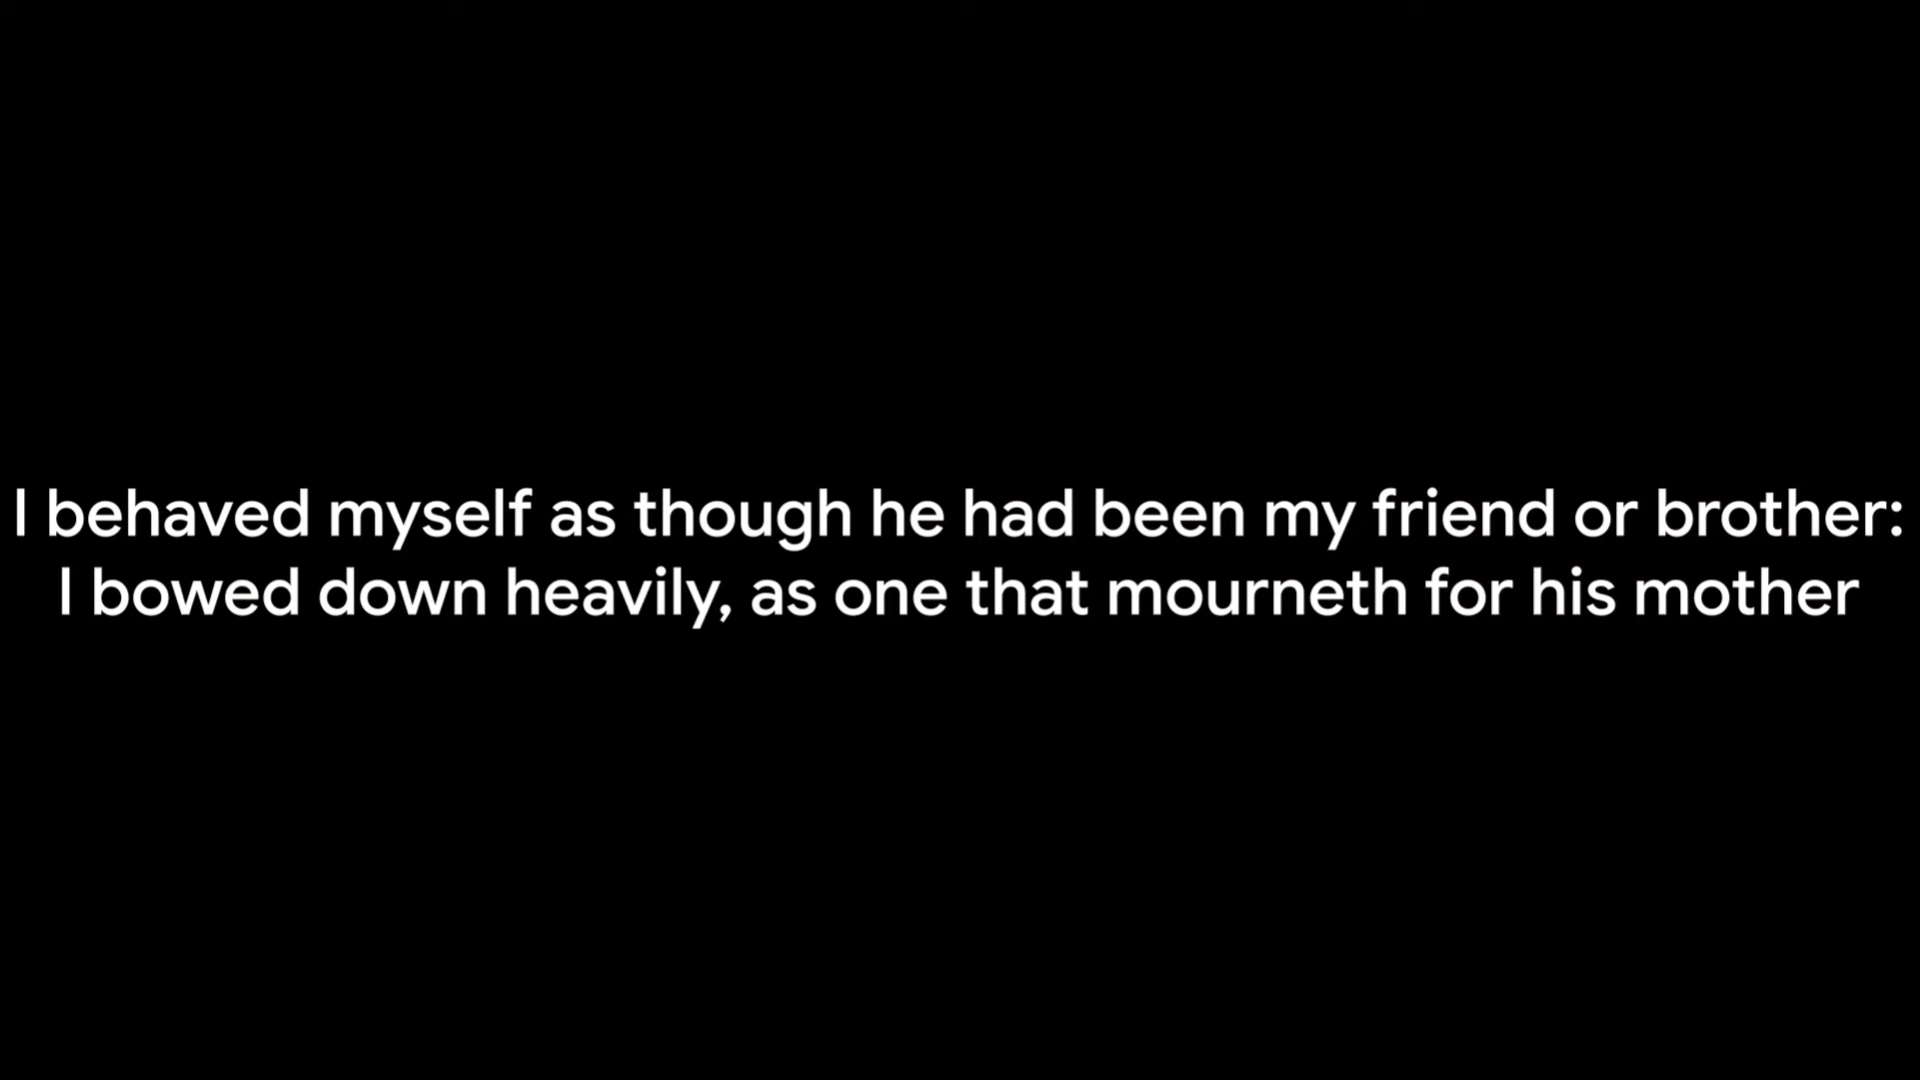 I behaved myself as though he had been my friend or brother:
I bowed down heavily, as one that mourneth for his mother